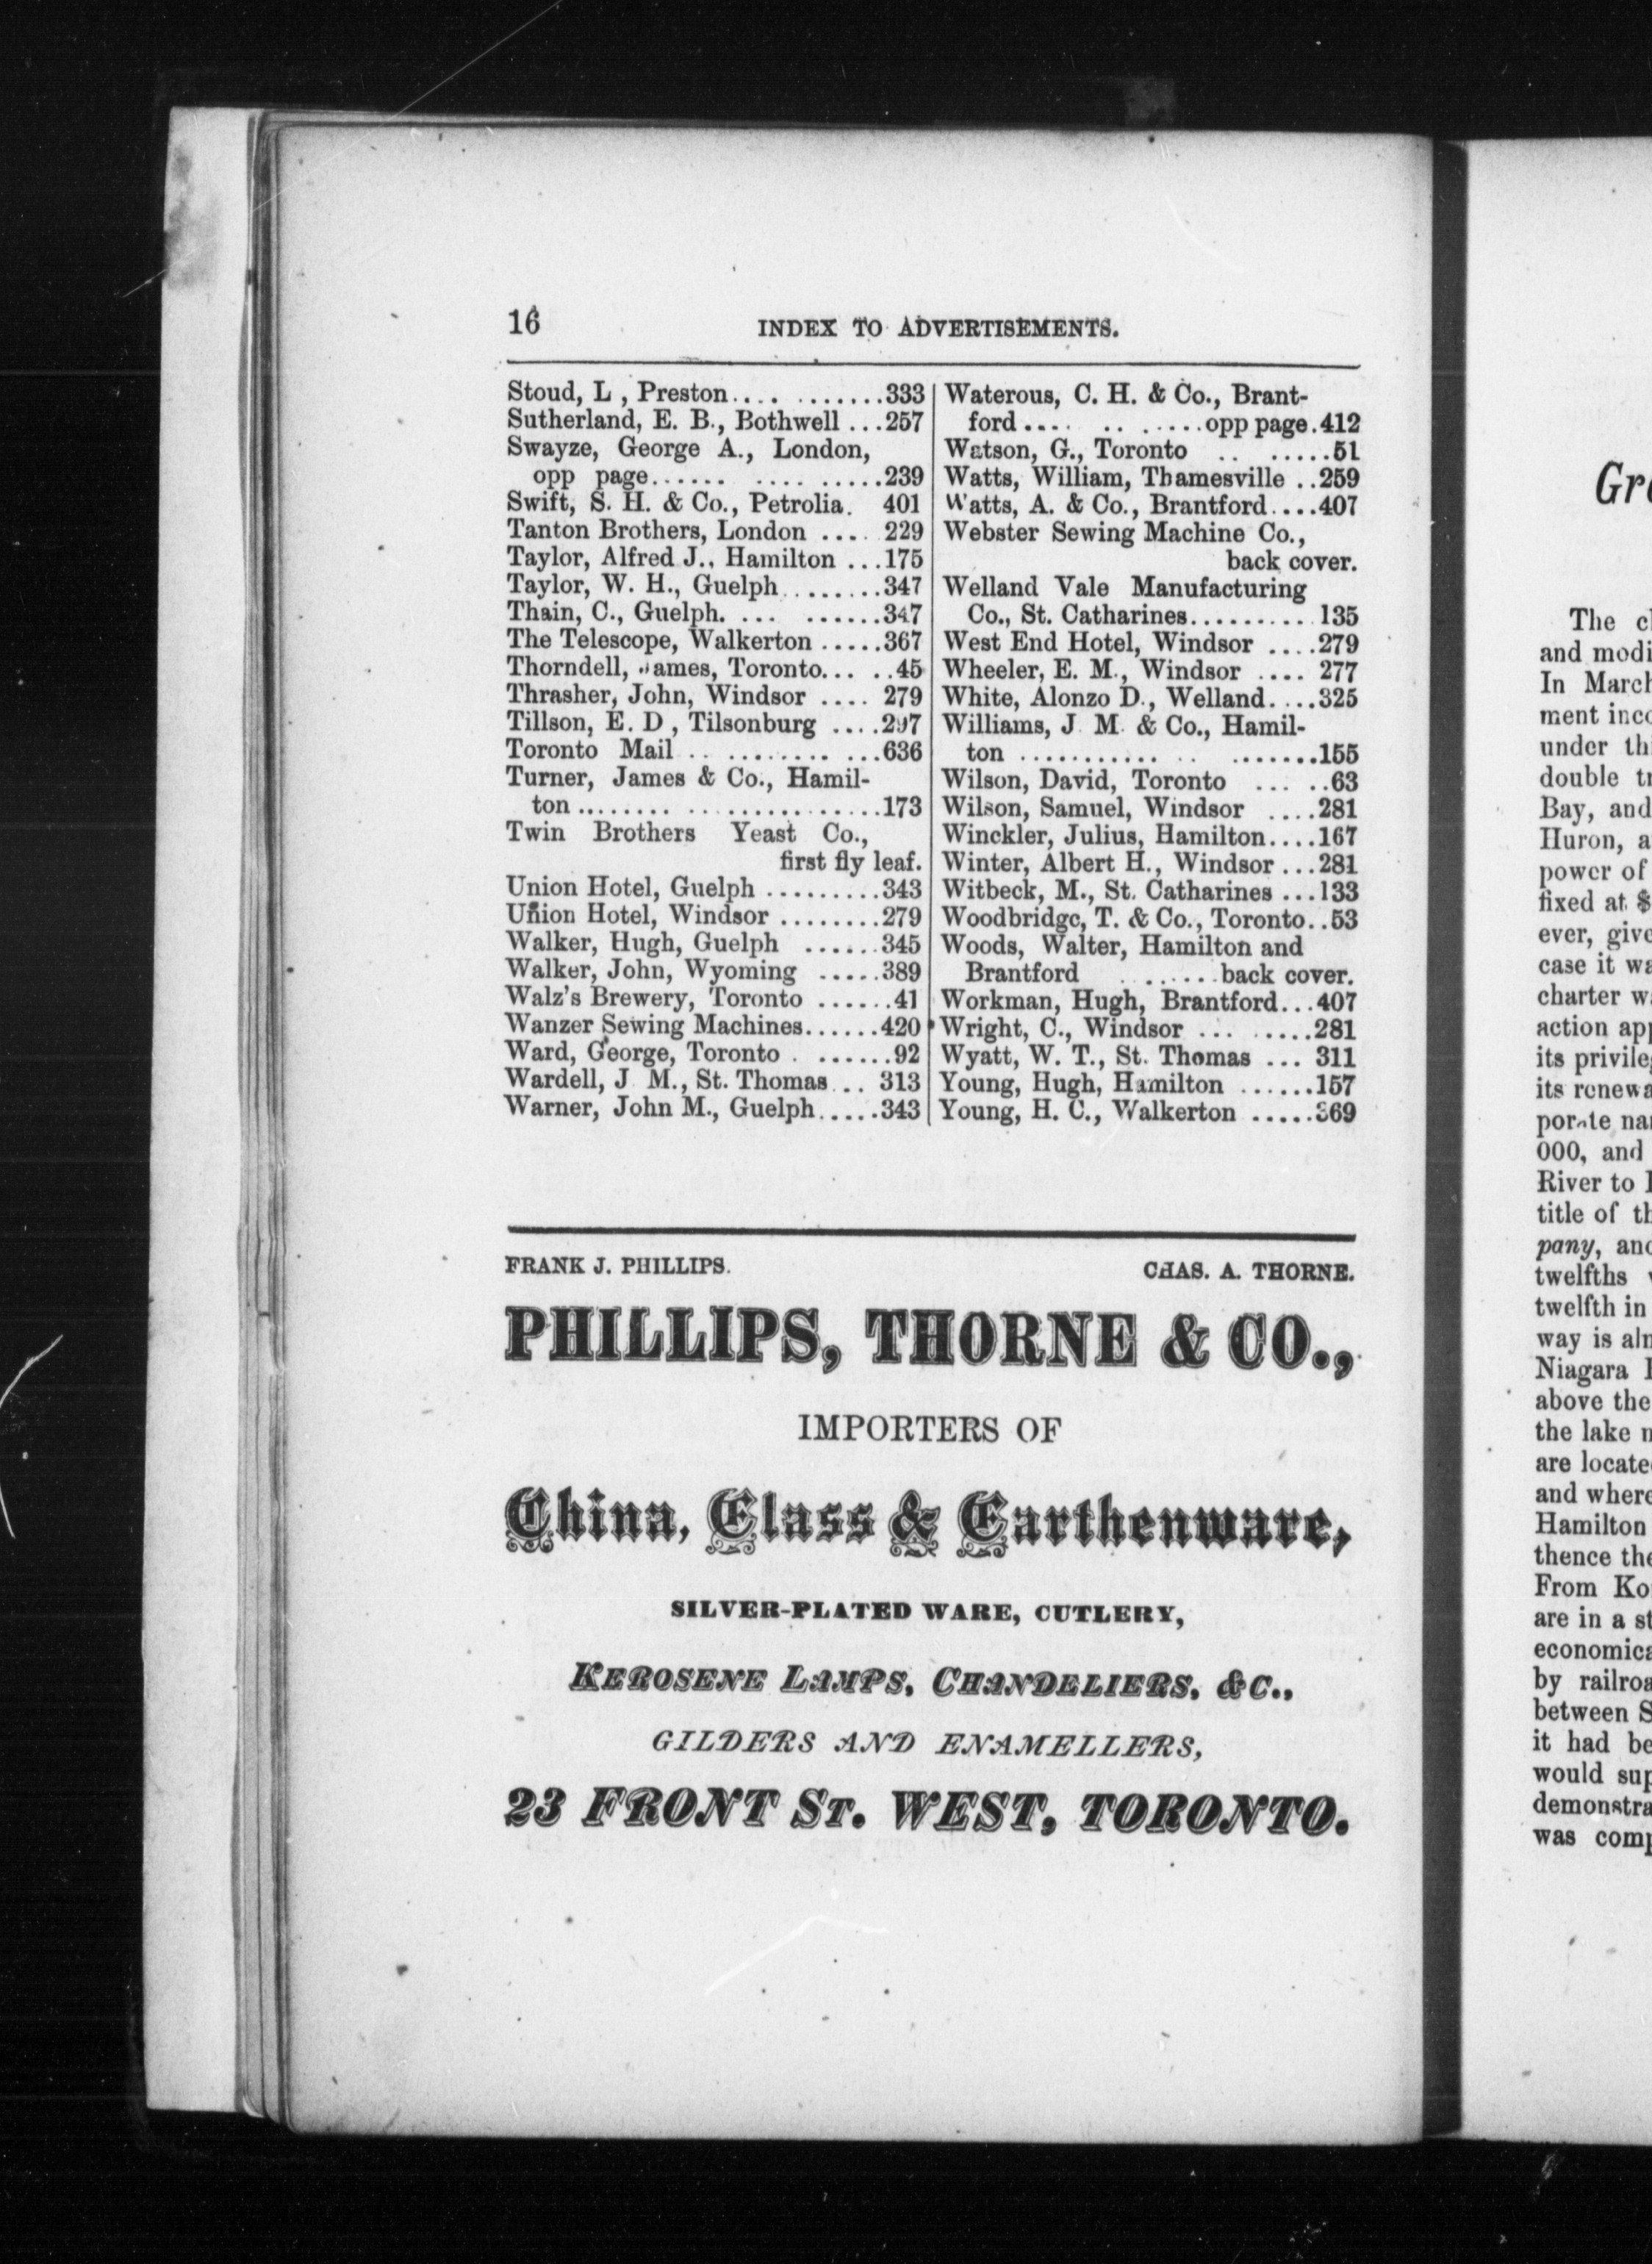 16
INDEX TO ADVERTISEMENTS.
Stoud, L , Preston.... ........333
Sutherland, E. B., Bothwell ...257
Swayze, George A., London,
opp page...... .... .....239
Swift, S. H. & Co., Petrolia. 401
Tanton Brothers, London .... 229
Taylor, Alfred J., Hamilton ...175
Taylor, W. H., Guelph.........347
Thain, C., Guelph. ... .......347
The Telescope, Walkerton .....367
Thorndell, James, Toronto... ..45
Thrasher, John, Windsor .... 279
Tillson, E. D , Tilsonburg ....297
Toronto Mail .. ......... ...636
Turner, James & Co., Hamil-
ton ........ .. ..............173
Twin Brothers Yeast Co.,
first fly leaf.
Union Hotel, Guelph .........343
Union Hotel, Windsor ........279
Walker, Hugh, Guelph ......345
Walker, John, Wyoming .....389
Walz's Brewery, Toronto ......41
Wanzer Sewing Machines......420
Ward, George, Toronto . ......92
Wardell, J. M., St. Thomas... 313
Warner, John M., Guelph.....343
Waterous, C. H. & Co., Brant-
ford .... .. ......opp page.412
Watson, G., Toronto .. ......51
Watts, William, Thamesville ..259
Watts, A. & Co., Brantford....407
Webster Sewing Machine Co.,
back cover.
Welland Vale Manufacturing
Co., St. Catharines.......... 135
West End Hotel, Windsor ....279
Wheeler, E. M., Windsor .... 277
White, Alonzo D., Welland....325
Williams, J. M. & Co., Hamil-
ton ........... .. .......155
Wilson, David, Toronto ... ..63
Wilson, Samuel, Windsor ....281
Winckler, Julius, Hamilton....167
Winter, Albert H., Windsor ...281
Witbeck, M., St. Catharines ...133
Woodbridge, T. & Co., Toronto..53
Woods, Walter, Hamilton and
Brantford .......back cover.
Workman, Hugh, Brantford...407
Wright, C., Windsor ... ......281
Wyatt, W. T., St. Thomas ... 311
Young, Hugh, Hamilton ......157
Young, H. C., Walkerton .....369
FRANK J. PHILLIPS. CHAS. A. THORNE.
PHILLIPS, THORNE & CO.,
IMPORTERS OF
China, Glass & Earthenware,
SILVER-PLATED WARE, CUTLERY,
KEROSENE LAMPS, CHANDELIERS, &C.,
GILDERS AND ENAMELLERS,
23 FRONT ST. WEST, TORONTO.
The
and
In March
ment
under
double
Bay, and
Huron,
power of
fixed at $
ever,
case it
charter
action
its
its
porate
000, and
River to
title of
pany,
twelfths
twelfth in
way is
Niagara
above the
the lake
are
and where
Hamilton
thence the
From
are in a
by
between
it had
would
was